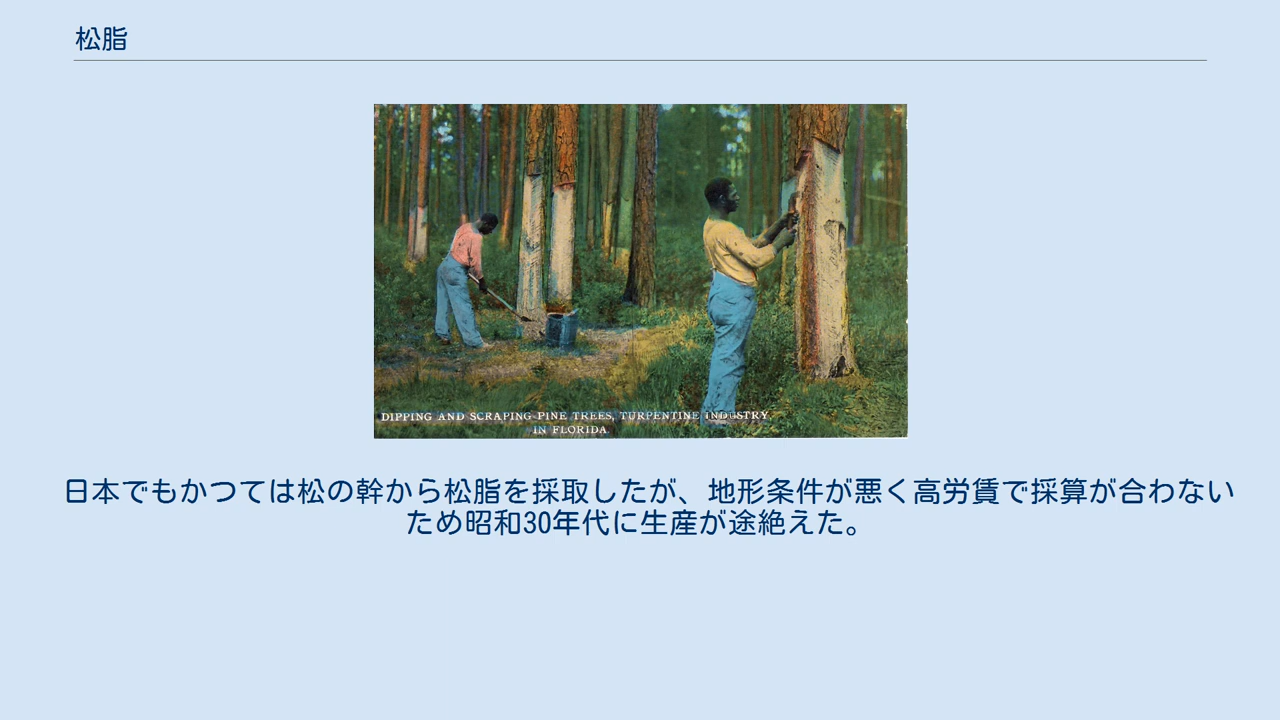 松脂
DIPPING AND SCRAPING PINE TREES, TURPENTINE INDUSTRY
IN FLORIDA.
日本でもかつては松の幹から松脂を採取したが、地形条件が悪く高労賃で採算が合わない
ため昭和30年代に生産が途絶えた。